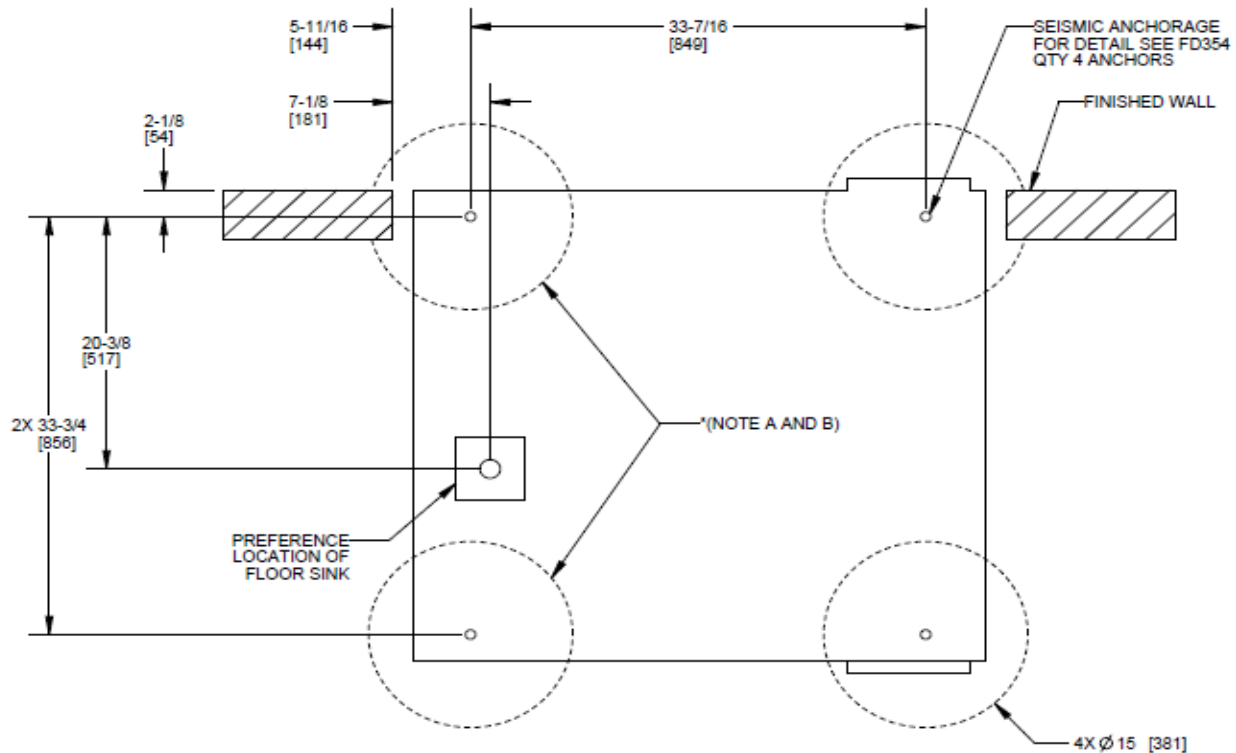 5-11/16
[144]
33-7/16
[849]
SEISMIC ANCHORAGE
FOR DETAIL SEE FD354
QTY 4 ANCHORS
7-1/8
[181]
FINISHED WALL
2-1/8
[54]
20-3/8
[517]
2X 33-3/4
[856]
*(NOTE A AND B)
PREFERENCE
LOCATION OF
FLOOR SINK
4X Ø 15 [381]